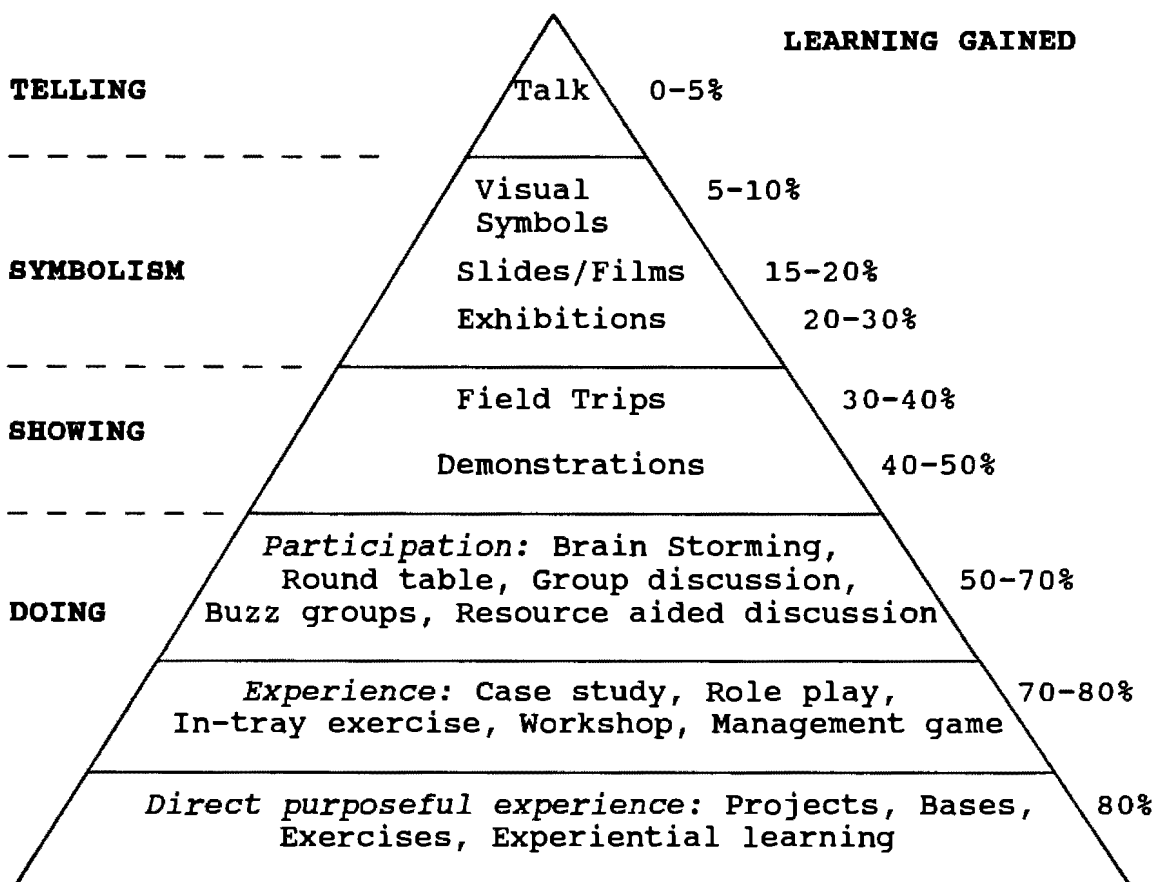 LEARNING GAINED
TELLING Talk 0-5%
Visual 5-10%
Symbols
SYMBOLISM Slides/Films 15-20%
Exhibitions 20-30%
Field Trips 30-40%
SHOWING
Demonstrations 40-50%
Participation: Brain Storming,
Round table, Group discussion, 50-70%
DOING Buzz groups, Resource aided discussion
Experience: Case study, Role play, 70-80%
In-tray exercise, Workshop, Management game
Direct purposeful experience: Projects, Bases, 80%
Exercises, Experiential learning